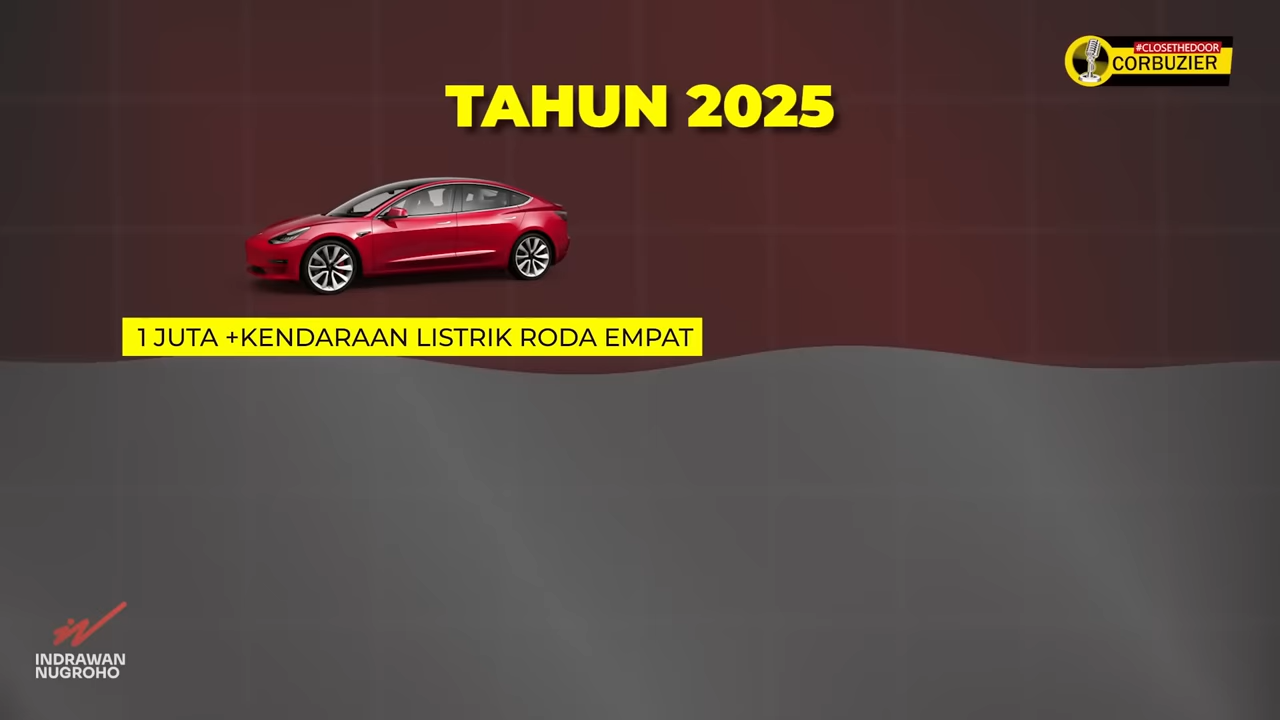 #CLOSETHEDOOR
CORBUZIER
TAHUN 2025
1 JUTA +KENDARAAN LISTRIK RODA EMPAT
INDRAWAN
NUGROHO